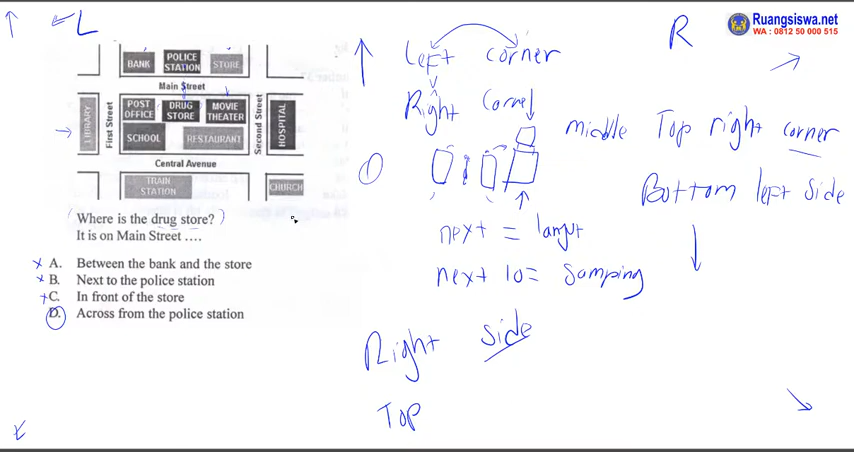 Ruangsiswa.net
WA : 0812 50 000 515
L
R
BANK
POLICE
STATION
STORE
Main Street
LIBRARY
First Street
POST
OFFICE
DRUG
STORE
MOVIE
THEATER
SCHOOL
RESTAURANT
Second Street
HOSPITAL
Central Avenue
TRAIN
STATION
CHURCH
Where is the drug store?
It is on Main Street ....
A. Between the bank and the store
B. Next to the police station
C. In front of the store
D. Across from the police station
left corner
Right
middle
Top right corner
Bottom left side
next =
next to = Samping
Right side
Top